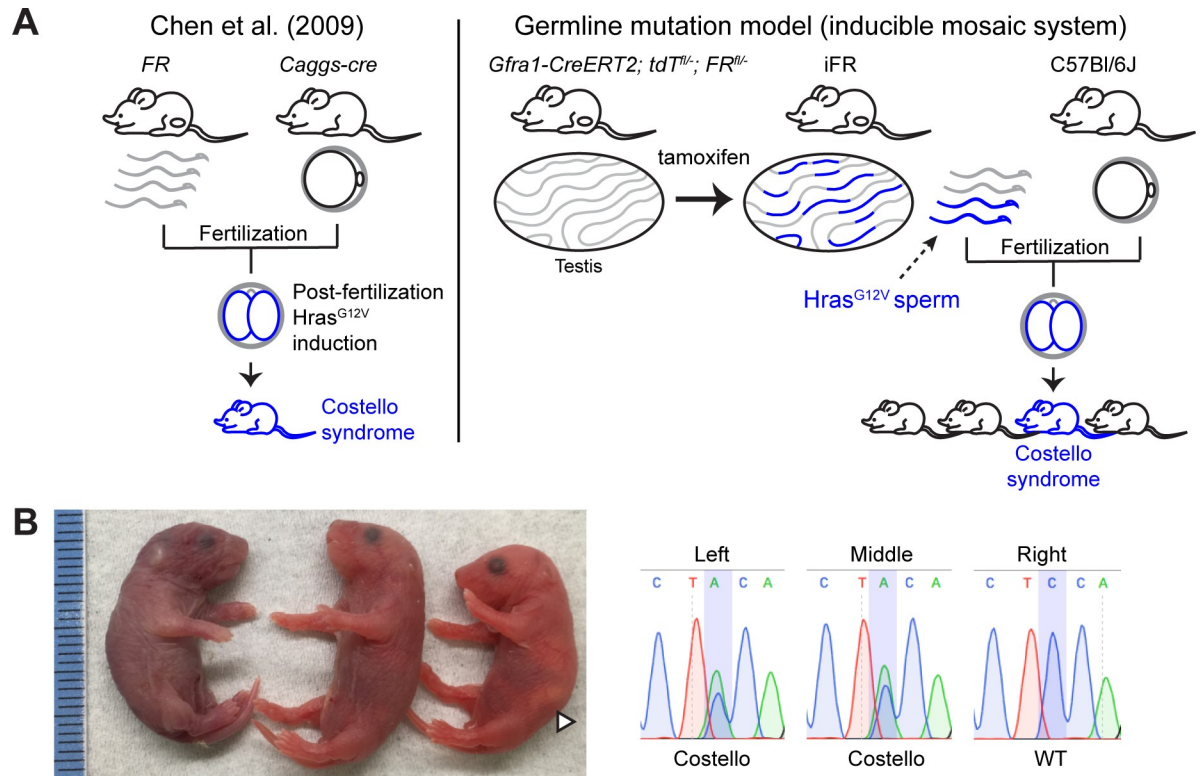 A
Chen et al. (2009)
FR
Caggs-cre
Fertilization
Post-fertilization
Hras^G12V
induction
Costello
syndrome
Germline mutation model (inducible mosaic system)
Gfra1-CreERT2; tdT^fl/-; FR^fl/-
iFR
C57Bl/6J
tamoxifen
Testis
Hras^G12V sperm
Fertilization
Costello
syndrome
B
Left
C T A C A
Costello
Middle
C T A C A
Costello
Right
C T C C A
WT